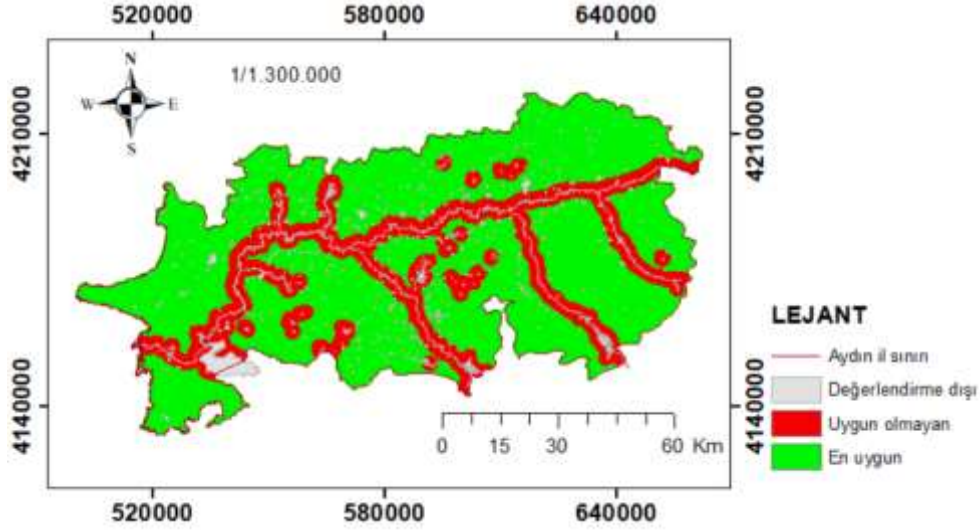 520000 580000 640000
N
W E
S
1/1.300.000
4210000 4210000
4140000 4140000
LEJANT
Aydın il sınırı
Değerlendirme dışı
Uygun olmayan
En uygun
0 15 30 60 Km
520000 580000 640000